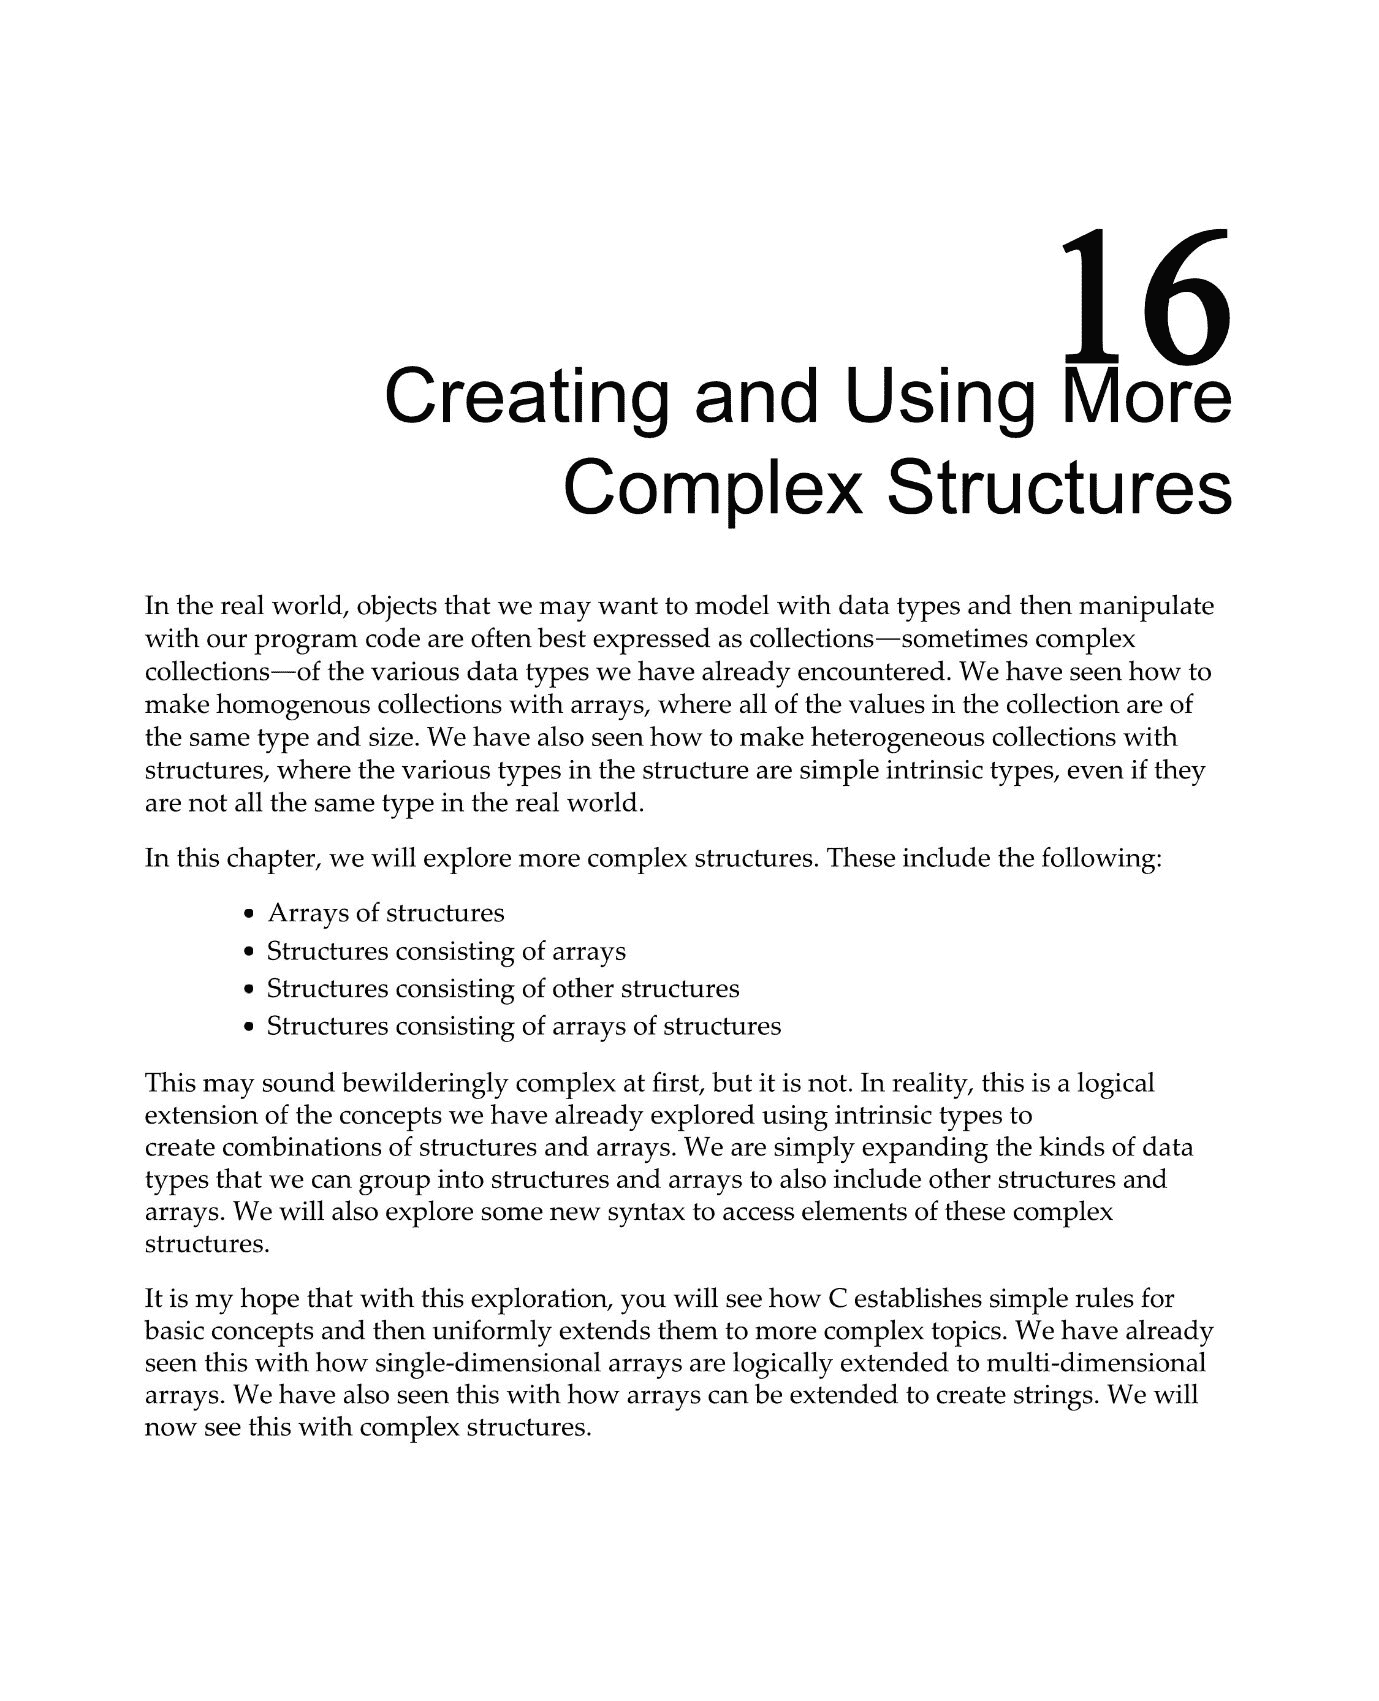 16
Creating and Using More
Complex Structures
In the real world, objects that we may want to model with data types and then manipulate
with our program code are often best expressed as collections—sometimes complex
collections—of the various data types we have already encountered. We have seen how to
make homogenous collections with arrays, where all of the values in the collection are of
the same type and size. We have also seen how to make heterogeneous collections with
structures, where the various types in the structure are simple intrinsic types, even if they
are not all the same type in the real world.
In this chapter, we will explore more complex structures. These include the following:
• Arrays of structures
• Structures consisting of arrays
• Structures consisting of other structures
• Structures consisting of arrays of structures
This may sound bewilderingly complex at first, but it is not. In reality, this is a logical
extension of the concepts we have already explored using intrinsic types to
create combinations of structures and arrays. We are simply expanding the kinds of data
types that we can group into structures and arrays to also include other structures and
arrays. We will also explore some new syntax to access elements of these complex
structures.
It is my hope that with this exploration, you will see how C establishes simple rules for
basic concepts and then uniformly extends them to more complex topics. We have already
seen this with how single-dimensional arrays are logically extended to multi-dimensional
arrays. We have also seen this with how arrays can be extended to create strings. We will
now see this with complex structures.